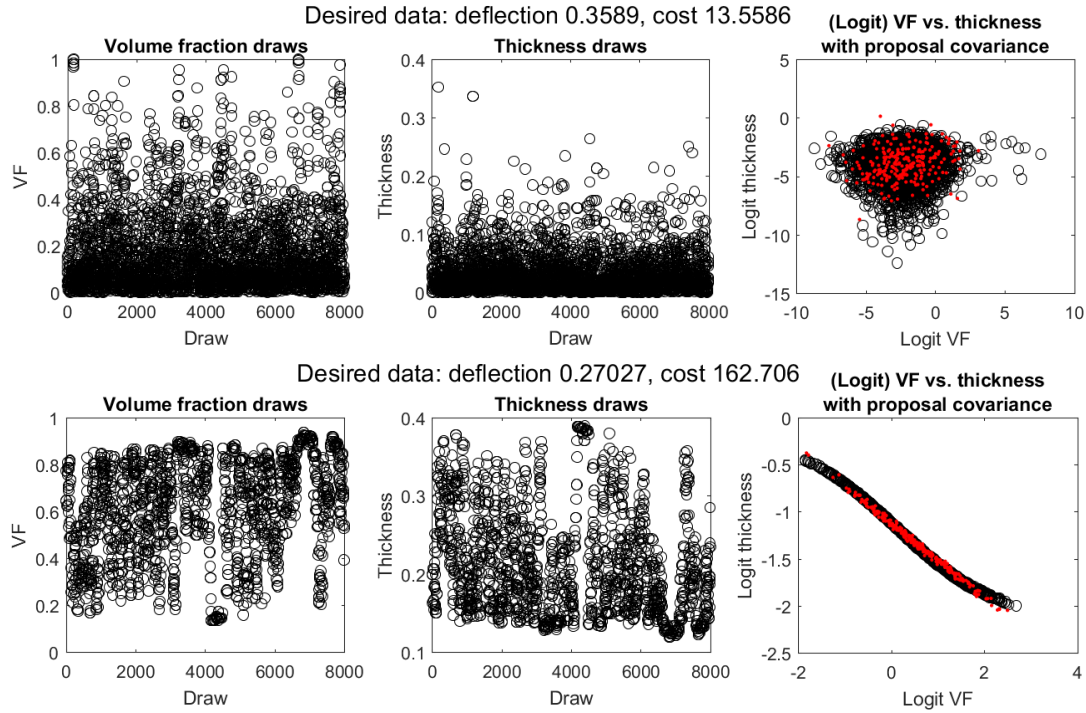 Desired data: deflection 0.3589, cost 13.5586
Volume fraction draws
VF
1
0.8
0.6
0.4
0.2
0
0 2000 4000 6000 8000
Draw
Thickness draws
Thickness
0.4
0.3
0.2
0.1
0
0 2000 4000 6000 8000
Draw
(Logit) VF vs. thickness
with proposal covariance
Logit thickness
5
0
-5
-10
-15
-10 -5 0 5 10
Logit VF
Desired data: deflection 0.27027, cost 162.706
Volume fraction draws
VF
1
0.8
0.6
0.4
0.2
0
0 2000 4000 6000 8000
Draw
Thickness draws
Thickness
0.4
0.3
0.2
0.1
0 2000 4000 6000 8000
Draw
(Logit) VF vs. thickness
with proposal covariance
Logit thickness
0
-0.5
-1
-1.5
-2
-2.5
-2 0 2 4
Logit VF